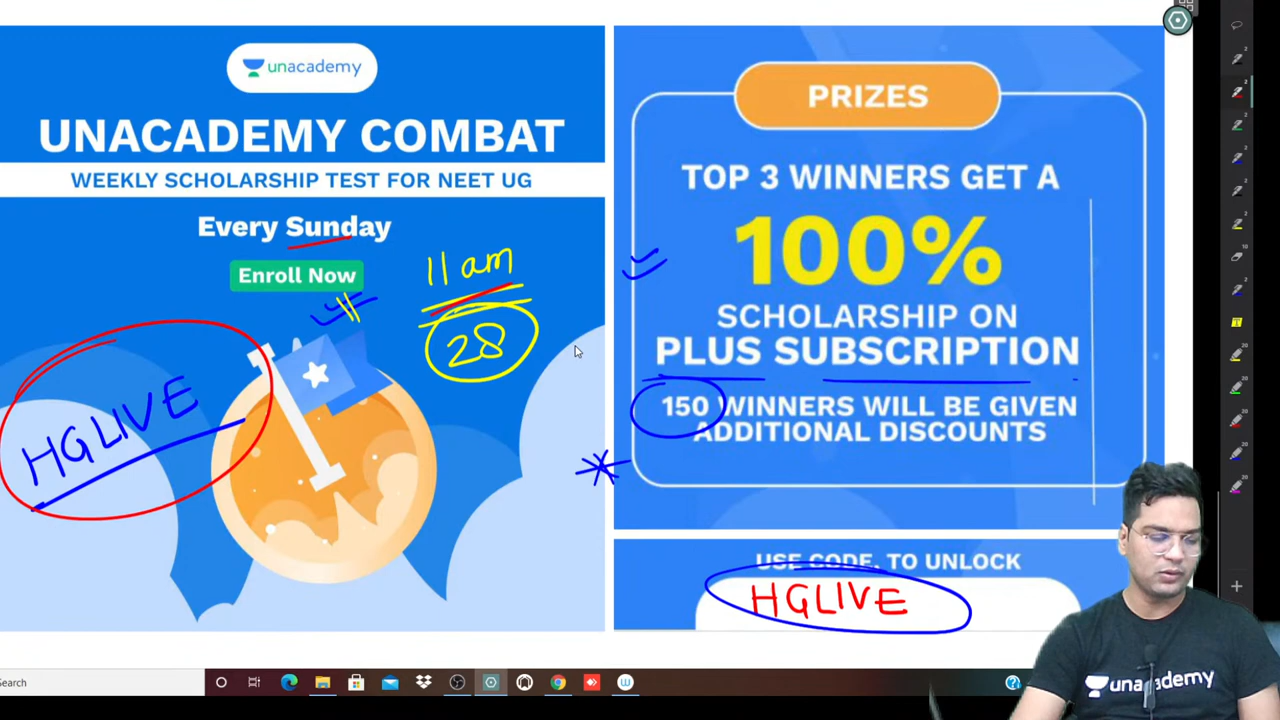 unacademy
UNACADEMY COMBAT
WEEKLY SCHOLARSHIP TEST FOR NEET UG
Every Sunday
Enroll Now
11 am
28
HGLIVE
PRIZES
TOP 3 WINNERS GET A
100%
SCHOLARSHIP ON
PLUS SUBSCRIPTION
150 WINNERS WILL BE GIVEN
ADDITIONAL DISCOUNTS
USE CODE, TO UNLOCK
HGLIVE
unacademy
Search